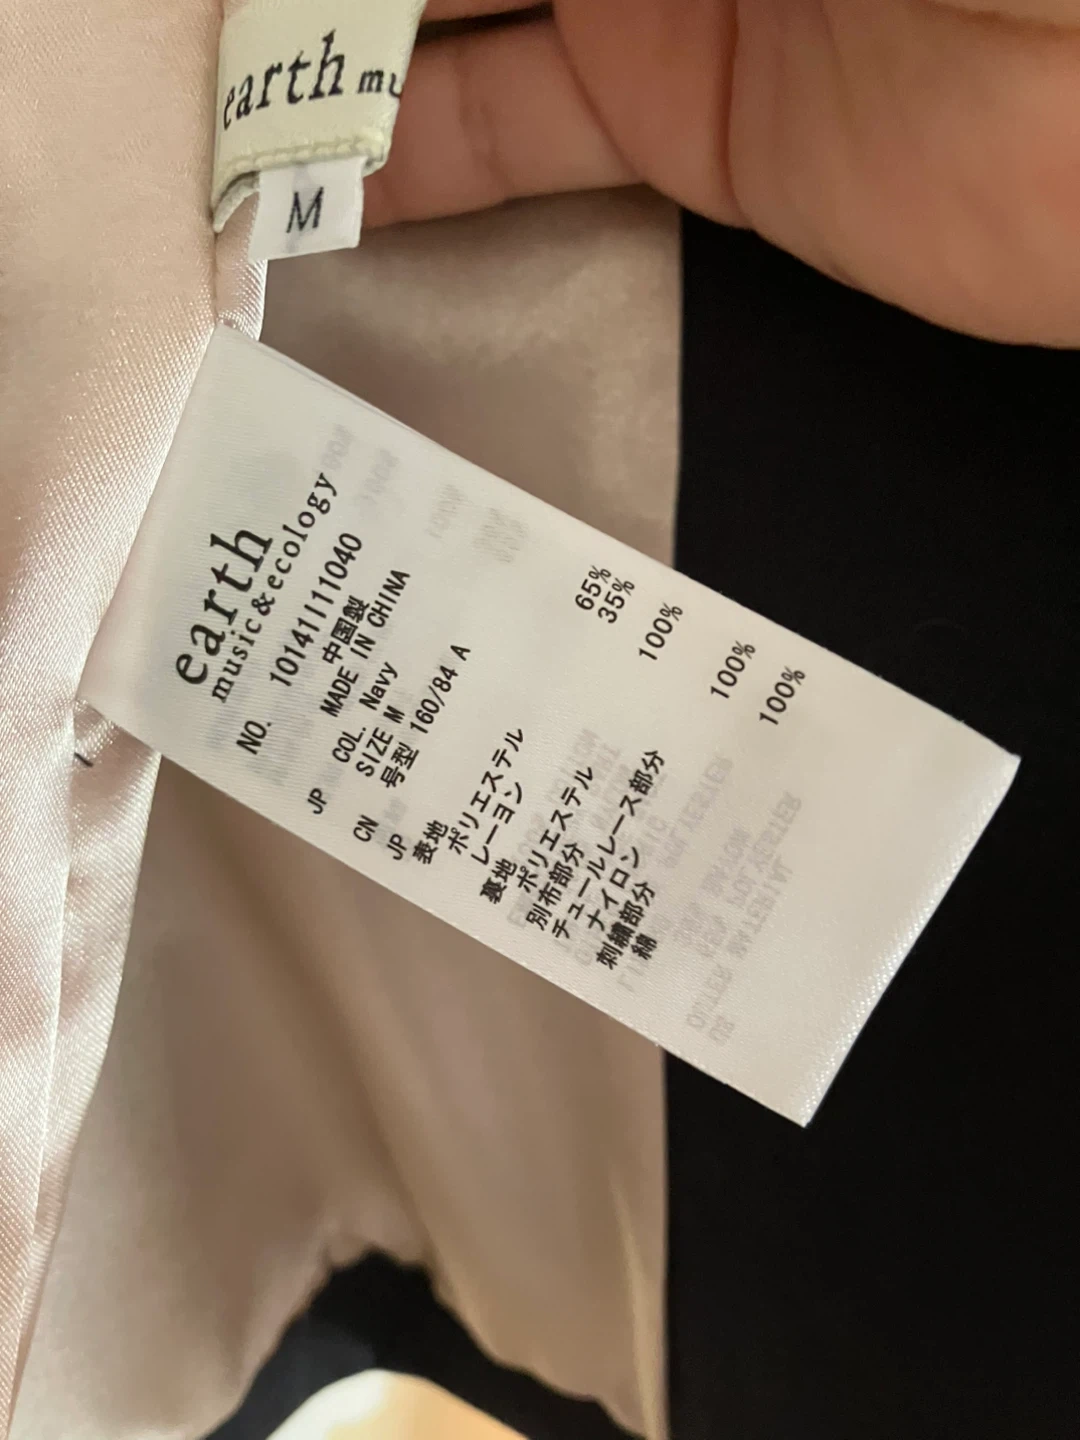 earth
M
earth
music&ecology
NO. 1014111I1040
JP 中国製
MADE IN CHINA
COL. Navy
CN SIZE M
JP 号型 160/84 A
表地
ポリエステル 65%
レーヨン 35%
裏地
ポリエステル 100%
別布部分
チュールレース部分
ナイロン 100%
刺繍部分
綿 100%